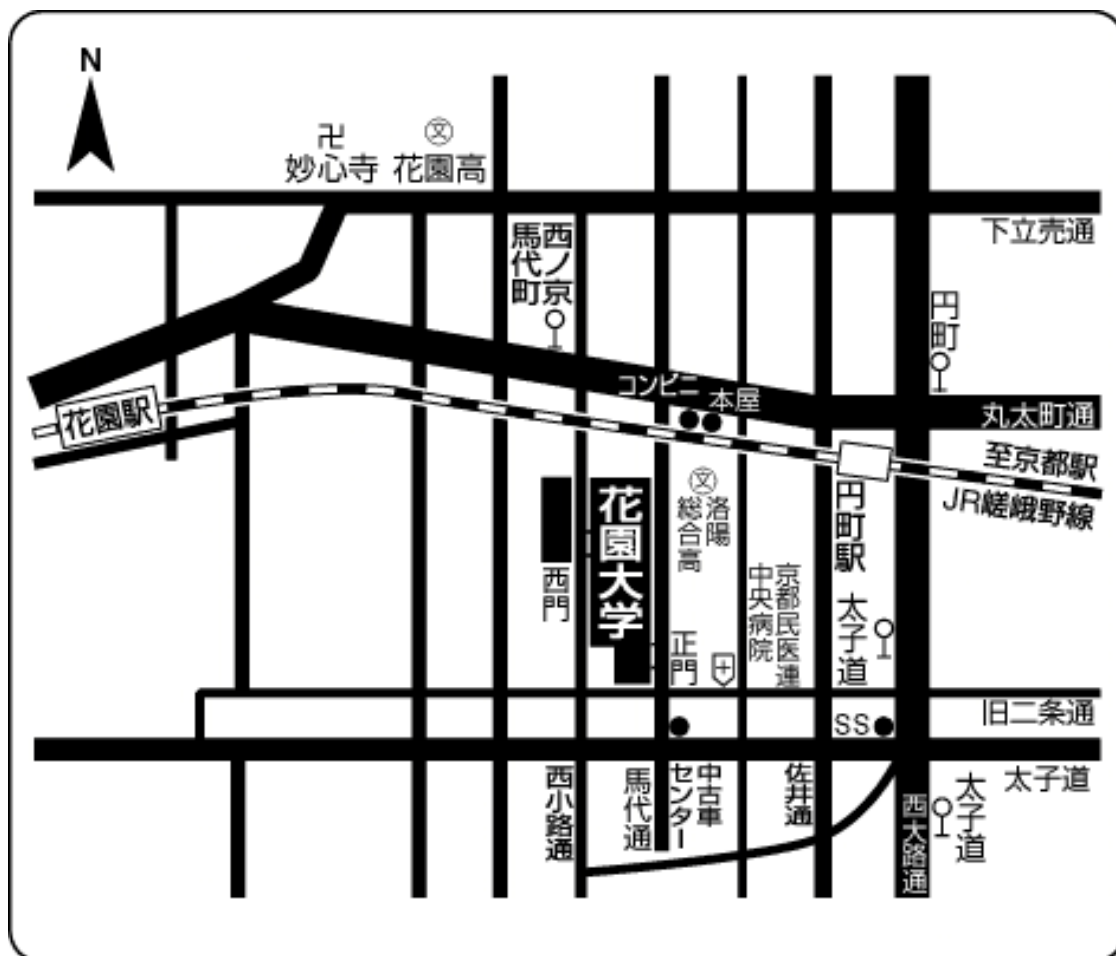 N
卍
文
妙心寺
花園高
下立売通
西ノ京
馬代町
円町
コンビニ
本屋
丸太町通
花園駅
至京都駅
JR嵯峨野線
円町駅
文
洛陽
総合高
花園大学
西門
正門
京都民医連
中央病院
太子道
旧二条通
SS
太子道
西小路通
馬代通
中古車
センター
佐井通
西大路通
太子道